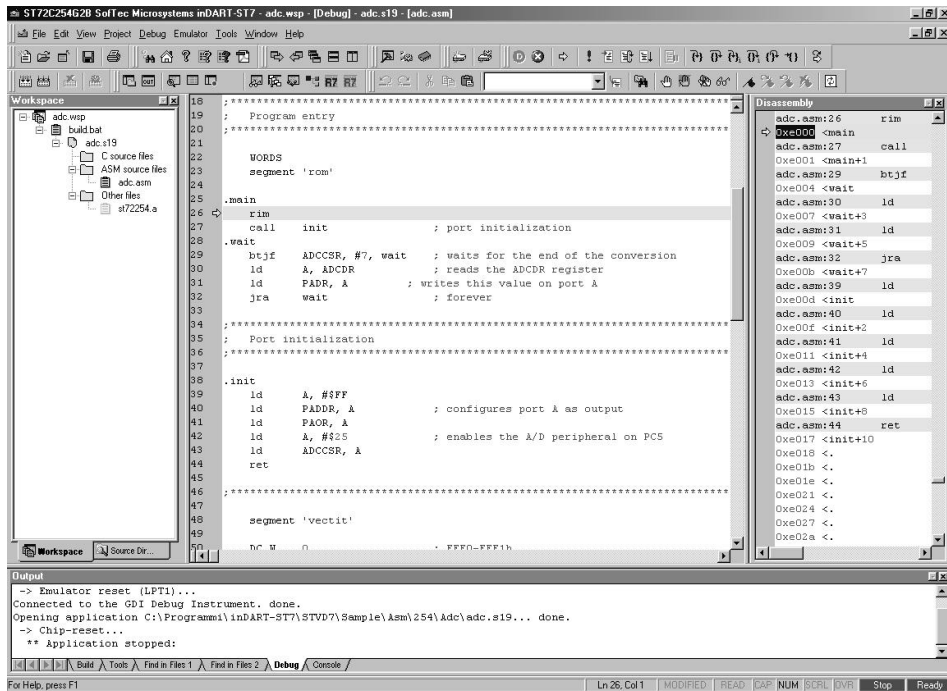 ST72C254G2B SofTec Microsystems inDART-ST7 - adc.wsp - [Debug] - adc.s19 - [adc.asm]
File Edit View Project Debug Emulator Tools Window Help
Workspace
adc.wsp
build.bat
adc.s19
C source files
ASM source files
adc.asm
Other files
st72254.a
Workspace Source Dir...
18 ;******************************************************************************
19 ; Program entry
20 ;******************************************************************************
21
22 WORDS
23 segment 'rom'
24
25 .main
26 rim
27 call init ; port initialization
28 .wait
29 btjf ADCCSR, #7, wait ; waits for the end of the conversion
30 ld A, ADCDR ; reads the ADCDR register
31 ld PADR, A ; writes this value on port A
32 jra wait ; forever
33
34 ;******************************************************************************
35 ; Port initialization
36 ;******************************************************************************
37
38 .init
39 ld A, #$FF
40 ld PADDR, A ; configures port A as output
41 ld PAOR, A
42 ld A, #$25 ; enables the A/D peripheral on PC5
43 ld ADCCSR, A
44 ret
45
46 ;******************************************************************************
47
48 segment 'vectit'
49
50 DC.W 0 ; FFF0-FFF1h
Disassembly
adc.asm:26 rim
0xe000 <main
adc.asm:27 call
0xe001 <main+1
adc.asm:29 btjf
0xe004 <wait
adc.asm:30 ld
0xe007 <wait+3
adc.asm:31 ld
0xe009 <wait+5
adc.asm:32 jra
0xe00b <wait+7
adc.asm:39 ld
0xe00d <init
adc.asm:40 ld
0xe00f <init+2
adc.asm:41 ld
0xe011 <init+4
adc.asm:42 ld
0xe013 <init+6
adc.asm:43 ld
0xe015 <init+8
adc.asm:44 ret
0xe017 <init+10
0xe018 <.
0xe01b <.
0xe01e <.
0xe021 <.
0xe024 <.
0xe027 <.
0xe02a <.
Output
-> Emulator reset (LPT1)...
Connected to the GDI Debug Instrument. done.
Opening application C:\Programmi\inDART-ST7\STVD7\Sample\Asm\254\Adc\adc.s19... done.
-> Chip-reset...
** Application stopped:
Build Tools Find in Files 1 Find in Files 2 Debug Console
For Help, press F1 Ln 26, Col 1 MODIFIED READ CAP NUM SCRL OVR Stop Ready